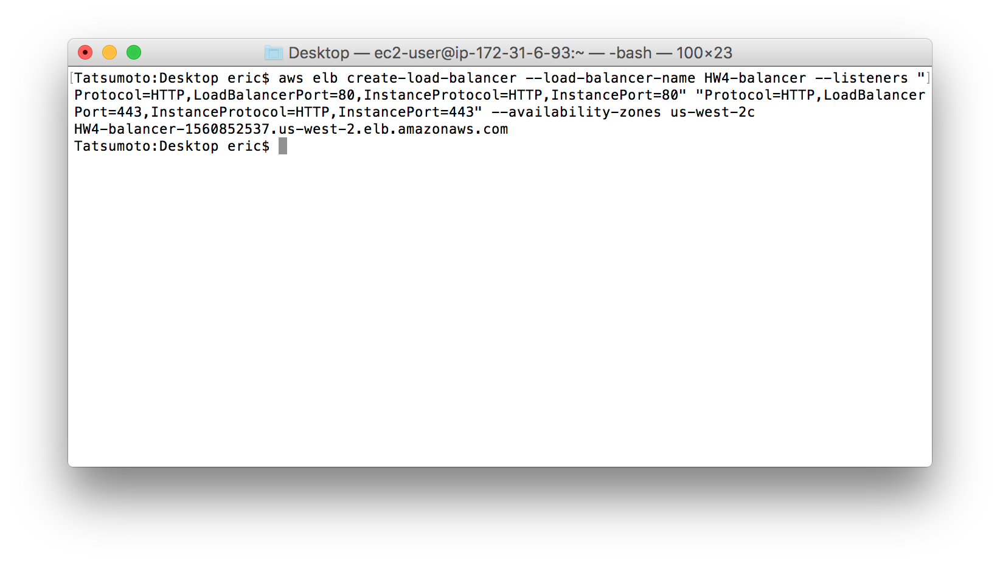 Desktop — ec2-user@ip-172-31-6-93:~ — -bash — 100×23
[Tatsumoto:Desktop eric$ aws elb create-load-balancer --load-balancer-name HW4-balancer --listeners "]
Protocol=HTTP,LoadBalancerPort=80,InstanceProtocol=HTTP,InstancePort=80" "Protocol=HTTP,LoadBalancer
Port=443,InstanceProtocol=HTTP,InstancePort=443" --availability-zones us-west-2c
HW4-balancer-1560852537.us-west-2.elb.amazonaws.com
Tatsumoto:Desktop eric$